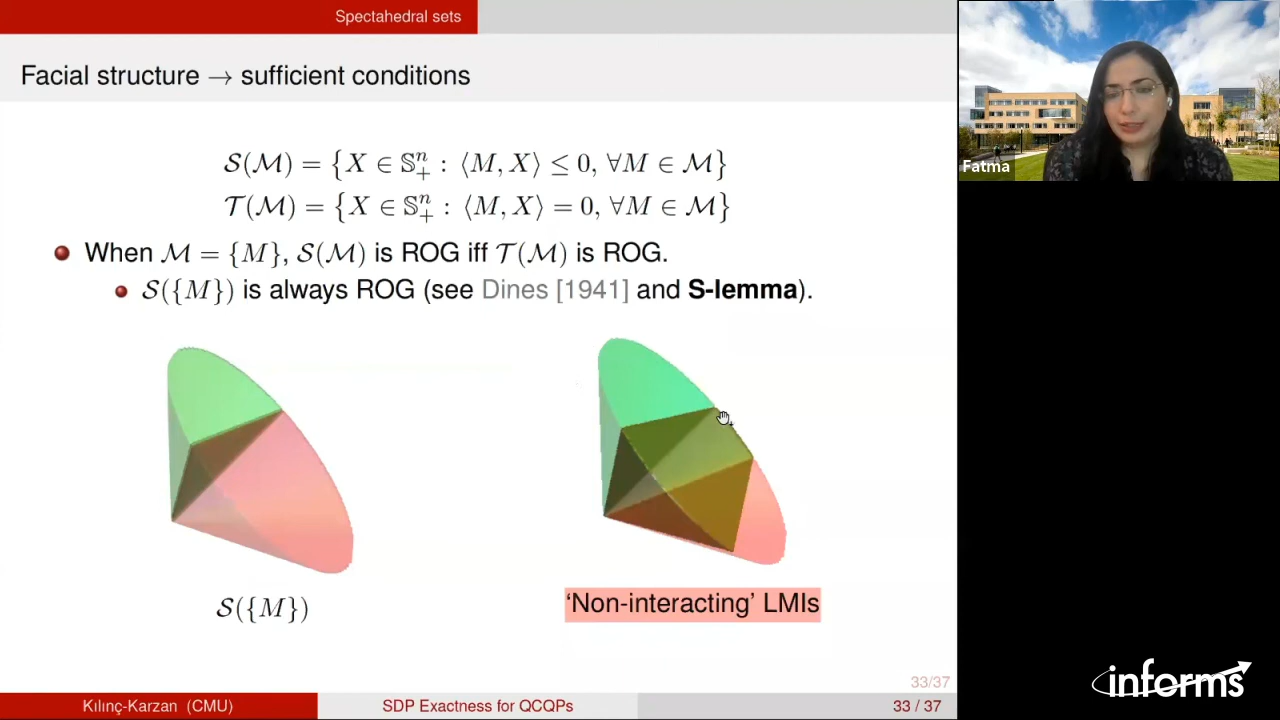 Spectahedral sets
Facial structure → sufficient conditions
𝒮(ℳ) = {X ∈ 𝕊ⁿ₊ : ⟨M, X⟩ ≤ 0, ∀M ∈ ℳ}
𝒯(ℳ) = {X ∈ 𝕊ⁿ₊ : ⟨M, X⟩ = 0, ∀M ∈ ℳ}
When ℳ = {M}, 𝒮(ℳ) is ROG iff 𝒯(ℳ) is ROG.
𝒮({M}) is always ROG (see Dines [1941] and S-lemma).
𝒮({M})
‘Non-interacting’ LMIs
33/37
Kılınç-Karzan (CMU)
SDP Exactness for QCQPs
33 / 37
Fatma
informs